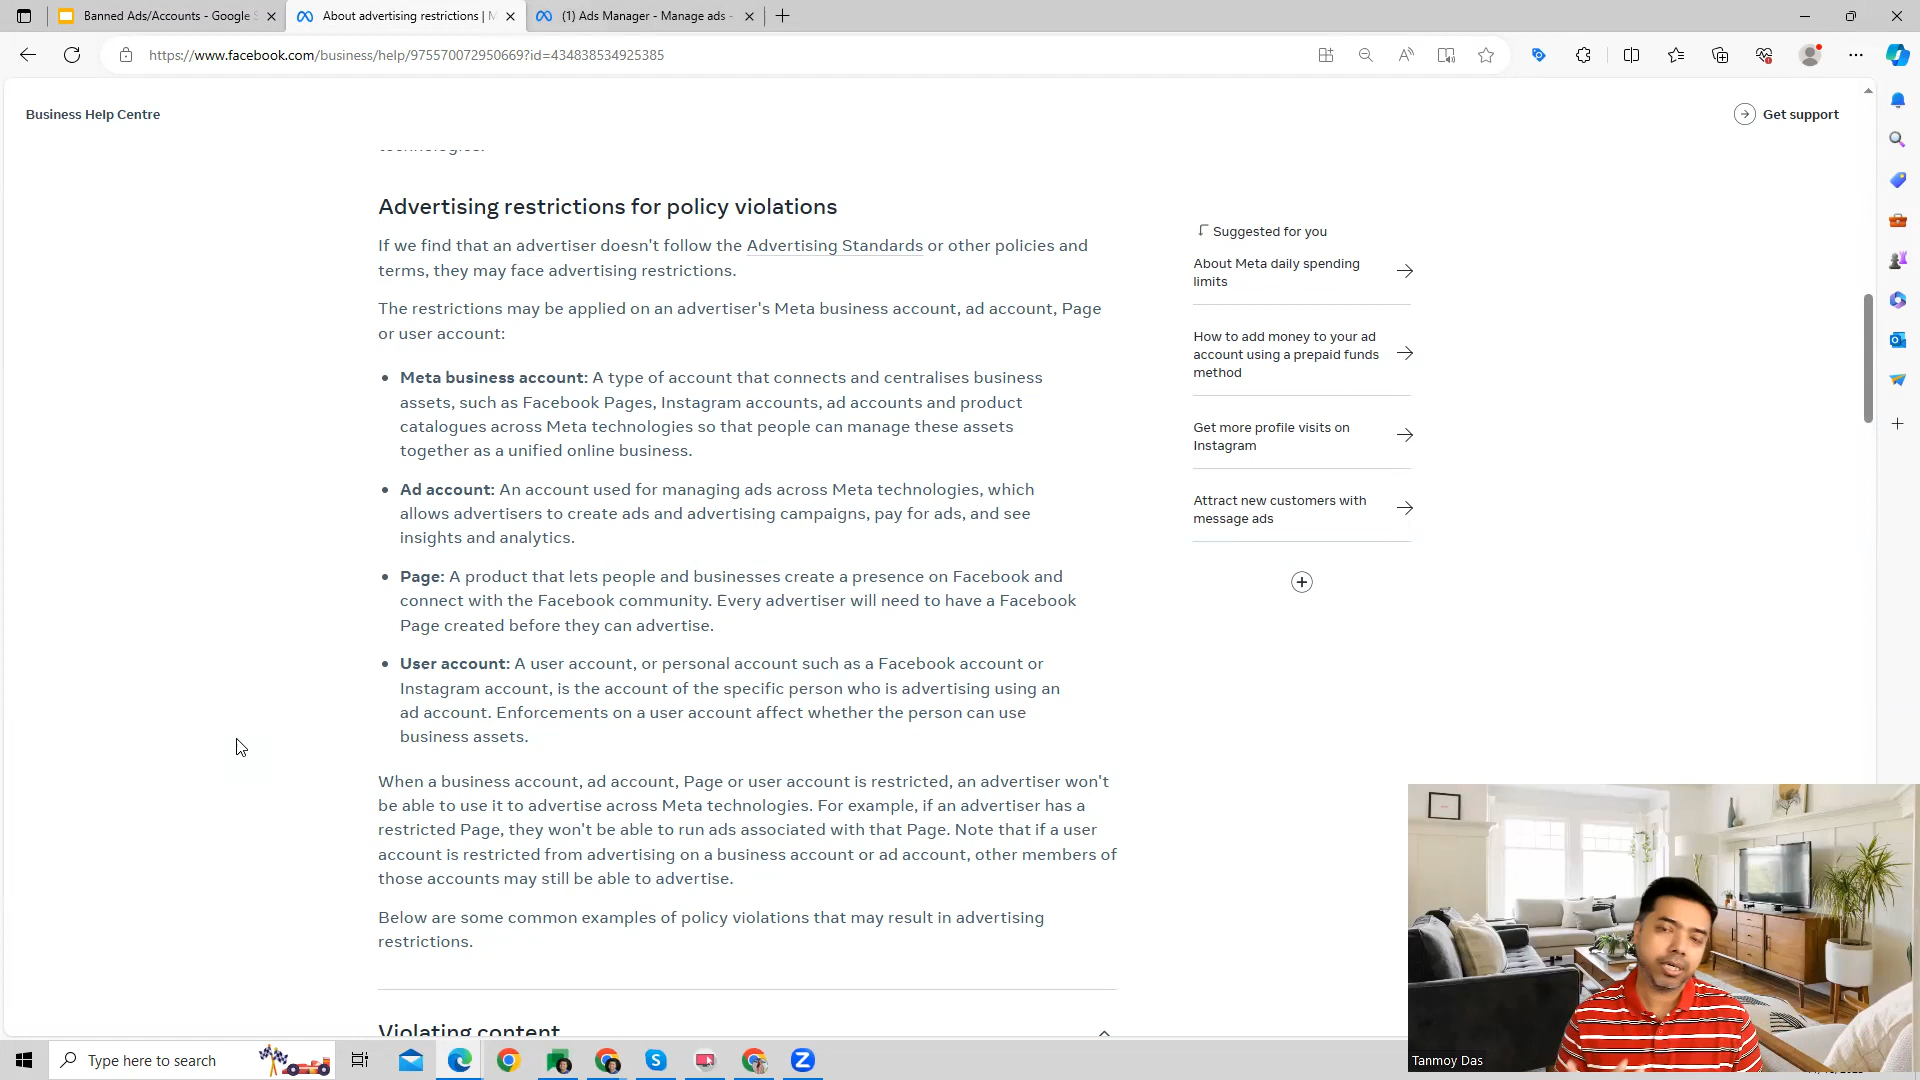 Banned Ads/Accounts - Google
About advertising restrictions |
(1) Ads Manager - Manage ads -
https://www.facebook.com/business/help/975570072950669?id=434838534925385
Business Help Centre
Get support
technologies.
Advertising restrictions for policy violations
If we find that an advertiser doesn't follow the Advertising Standards or other policies and
terms, they may face advertising restrictions.
The restrictions may be applied on an advertiser's Meta business account, ad account, Page
or user account:
• Meta business account: A type of account that connects and centralises business
assets, such as Facebook Pages, Instagram accounts, ad accounts and product
catalogues across Meta technologies so that people can manage these assets
together as a unified online business.
• Ad account: An account used for managing ads across Meta technologies, which
allows advertisers to create ads and advertising campaigns, pay for ads, and see
insights and analytics.
• Page: A product that lets people and businesses create a presence on Facebook and
connect with the Facebook community. Every advertiser will need to have a Facebook
Page created before they can advertise.
• User account: A user account, or personal account such as a Facebook account or
Instagram account, is the account of the specific person who is advertising using an
ad account. Enforcements on a user account affect whether the person can use
business assets.
When a business account, ad account, Page or user account is restricted, an advertiser won't
be able to use it to advertise across Meta technologies. For example, if an advertiser has a
restricted Page, they won't be able to run ads associated with that Page. Note that if a user
account is restricted from advertising on a business account or ad account, other members of
those accounts may still be able to advertise.
Below are some common examples of policy violations that may result in advertising
restrictions.
Violating content
Suggested for you
About Meta daily spending
limits
How to add money to your ad
account using a prepaid funds
method
Get more profile visits on
Instagram
Attract new customers with
message ads
Tanmoy Das
Type here to search